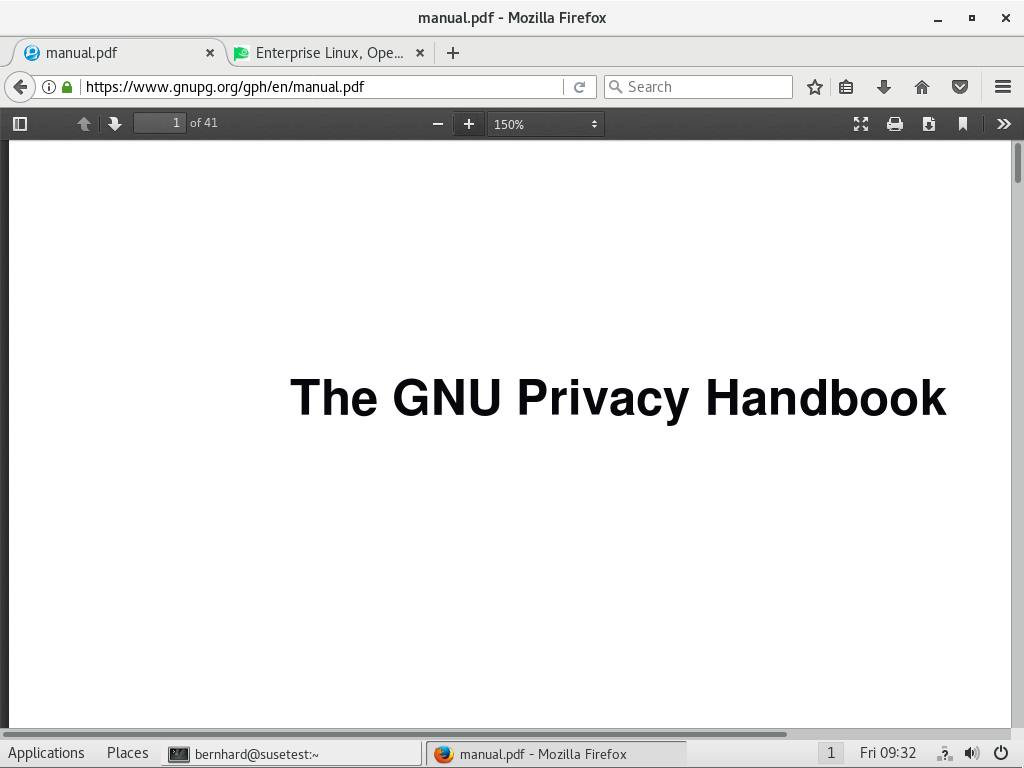 manual.pdf - Mozilla Firefox
manual.pdf
Enterprise Linux, Ope...
https://www.gnupg.org/gph/en/manual.pdf
Search
1 of 41
150%
The GNU Privacy Handbook
Applications
Places
bernhard@susetest:~
manual.pdf - Mozilla Firefox
1
Fri 09:32